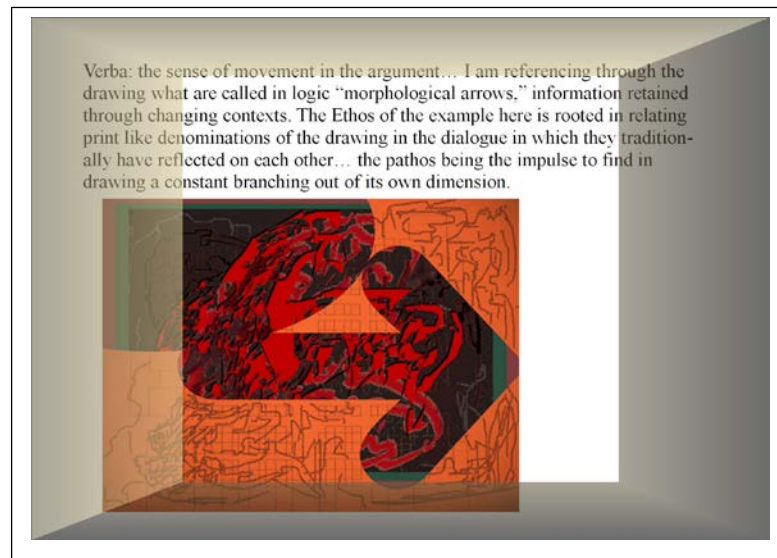 Verba: the sense of movement in the argument… I am referencing through the
drawing what are called in logic “morphological arrows,” information retained
through changing contexts. The Ethos of the example here is rooted in relating
print like denominations of the drawing in the dialogue in which they tradition-
ally have reflected on each other… the pathos being the impulse to find in
drawing a constant branching out of its own dimension.